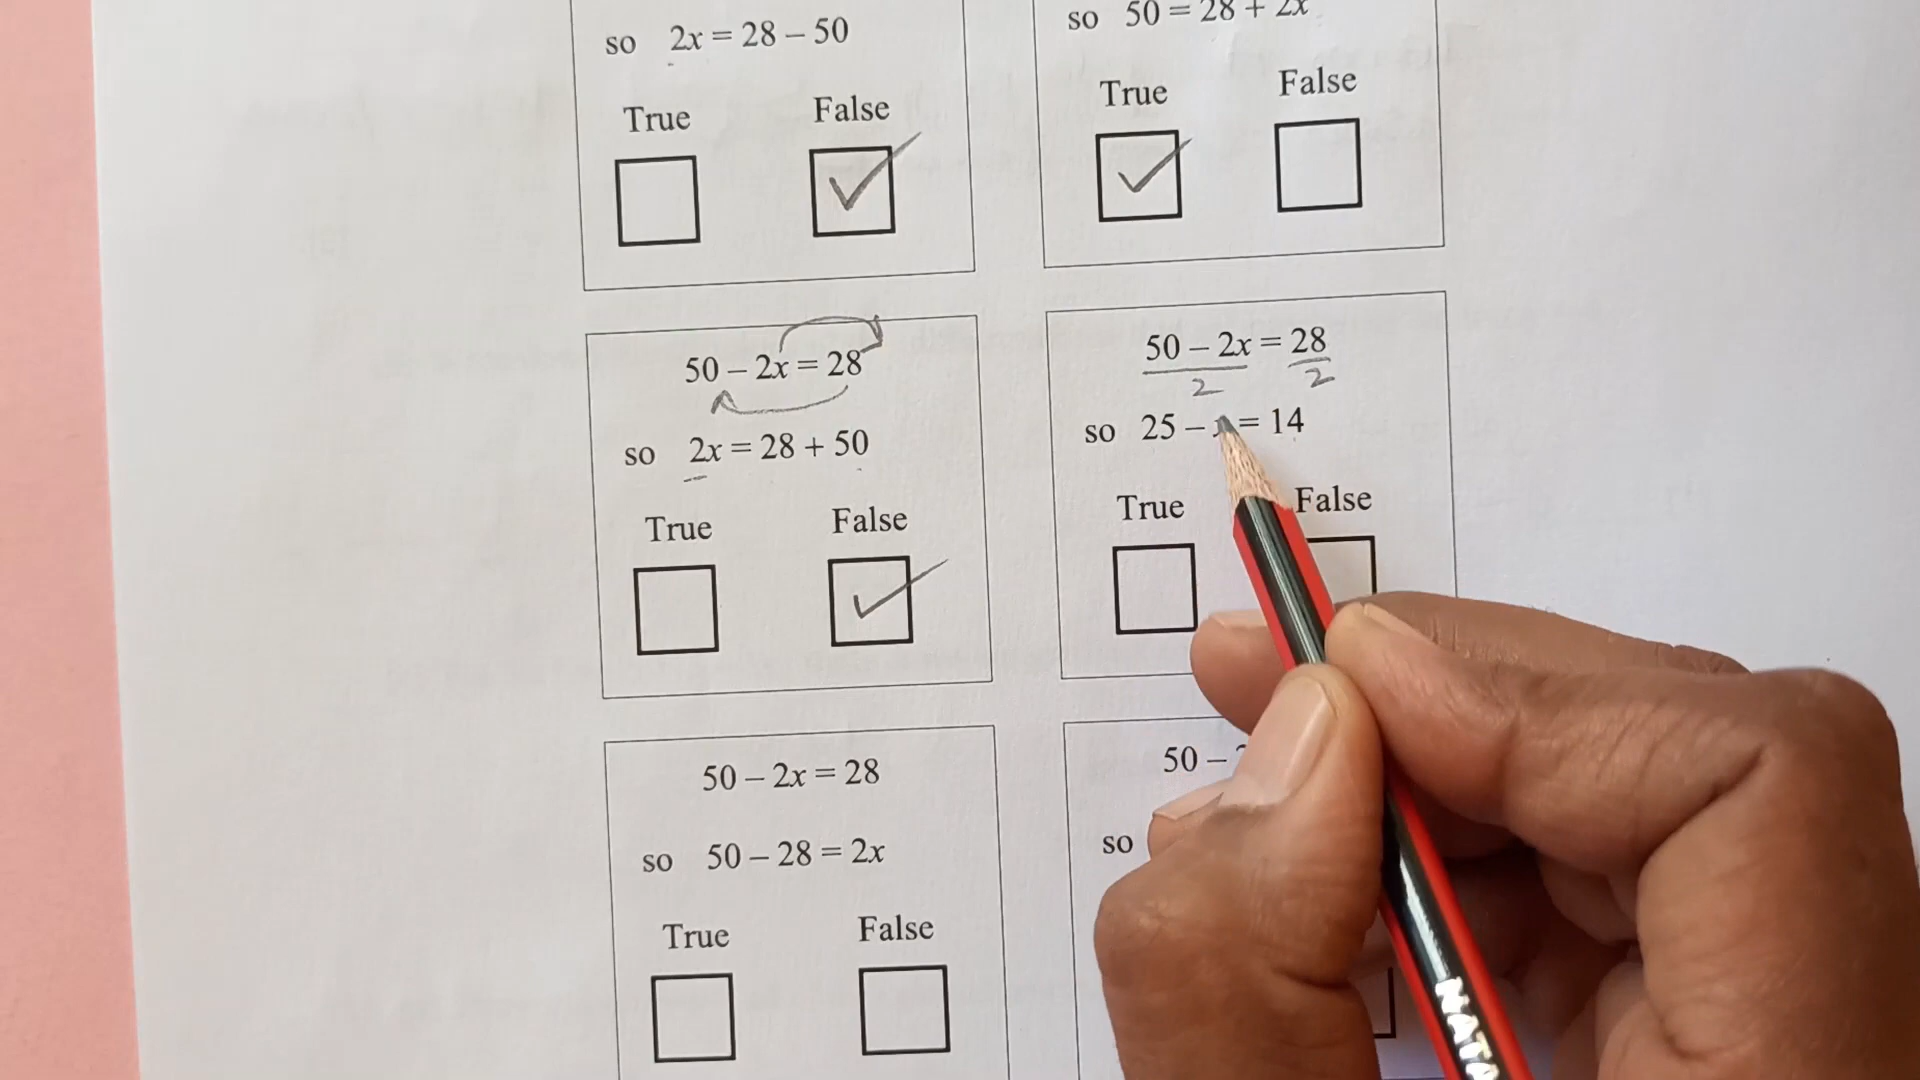 so 2x = 28 – 50
True False
so 50 = 28 + 2x
True False
50 – 2x = 28
so 2x = 28 + 50
True False
50 – 2x = 28
2 2
so 25 – x = 14
True False
50 – 2x = 28
so 50 – 28 = 2x
True False
50 –
so
NATA